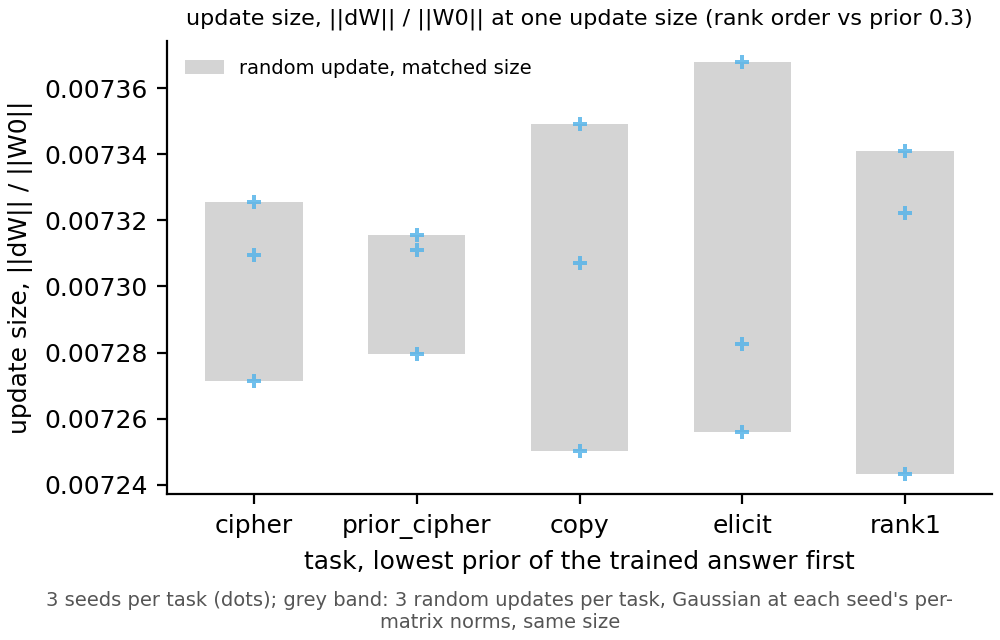 update size, ||dW|| / ||W0|| at one update size (rank order vs prior 0.3)
random update, matched size
update size, ||dW|| / ||W0||
0.00736
0.00734
0.00732
0.00730
0.00728
0.00726
0.00724
cipher prior_cipher copy elicit rank1
task, lowest prior of the trained answer first
3 seeds per task (dots); grey band: 3 random updates per task, Gaussian at each seed's per-
matrix norms, same size